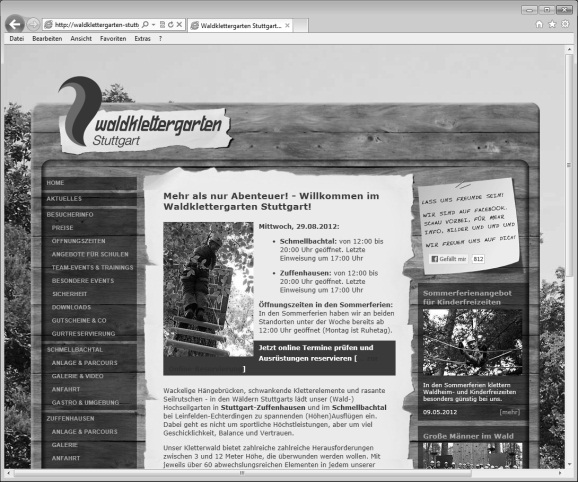 http://waldklettergarten-stutt
Waldklettergarten Stuttgart...
Datei Bearbeiten Ansicht Favoriten Extras ?
waldklettergarten
Stuttgart
HOME
AKTUELLES
BESUCHERINFO
PREISE
ÖFFNUNGSZEITEN
ANGEBOTE FÜR SCHULEN
TEAM-EVENTS & TRAININGS
BESONDERE EVENTS
SICHERHEIT
DOWNLOADS
GUTSCHEINE & CO
GURTRESERVIERUNG
SCHMELLBACHTAL
ANLAGE & PARCOURS
GALERIE & VIDEO
ANFAHRT
GASTRO & UMGEBUNG
ZUFFENHAUSEN
ANLAGE & PARCOURS
GALERIE
ANFAHRT
Mehr als nur Abenteuer! - Willkommen im
Waldklettergarten Stuttgart!
Mittwoch, 29.08.2012:
• Schmellbachtal: von 12:00 bis
20:00 Uhr geöffnet. Letzte
Einweisung um 17:00 Uhr
• Zuffenhausen: von 12:00 bis
20:00 Uhr geöffnet. Letzte
Einweisung um 17:00 Uhr
Öffnungszeiten in den Sommerferien:
In den Sommerferien haben wir an beiden
Standorten unter der Woche bereits ab
12:00 Uhr geöffnet (Montag ist Ruhetag).
Jetzt online Termine prüfen und
Ausrüstungen reservieren [
]
Wackelige Hängebrücken, schwankende Kletterelemente und rasante
Seilrutschen - in den Wäldern Stuttgarts lädt unser (Wald-)
Hochseilgarten in Stuttgart-Zuffenhausen und im Schmellbachtal
bei Leinfelden-Echterdingen zu spannenden (Höhen)Ausflügen ein.
Dabei geht es nicht um sportliche Höchstleistungen, aber um viel
Geschicklichkeit, Balance und Vertrauen.
Unser Kletterwald bietet zahlreiche zahlreiche Herausforderungen
zwischen 3 und 12 Meter Höhe, die überwunden werden wollen. Mit
jeweils über 60 abwechslungsreichen Elementen in jedem unserer
LASS UNS FREUNDE SEIN!
WIR SIND AUF FACEBOOK.
SCHAU VORBEI, FÜR MEHR
INFO, BILDER UND UND UND
WIR FREUEN UNS AUF DICH!
Gefällt mir 812
Sommerferienangebot
für Kinderfreizeiten
In den Sommerferien klettern
Waldheim- und Kinderfreizeiten
besonders günstig bei uns.
09.05.2012 [mehr]
Große Männer im Wald